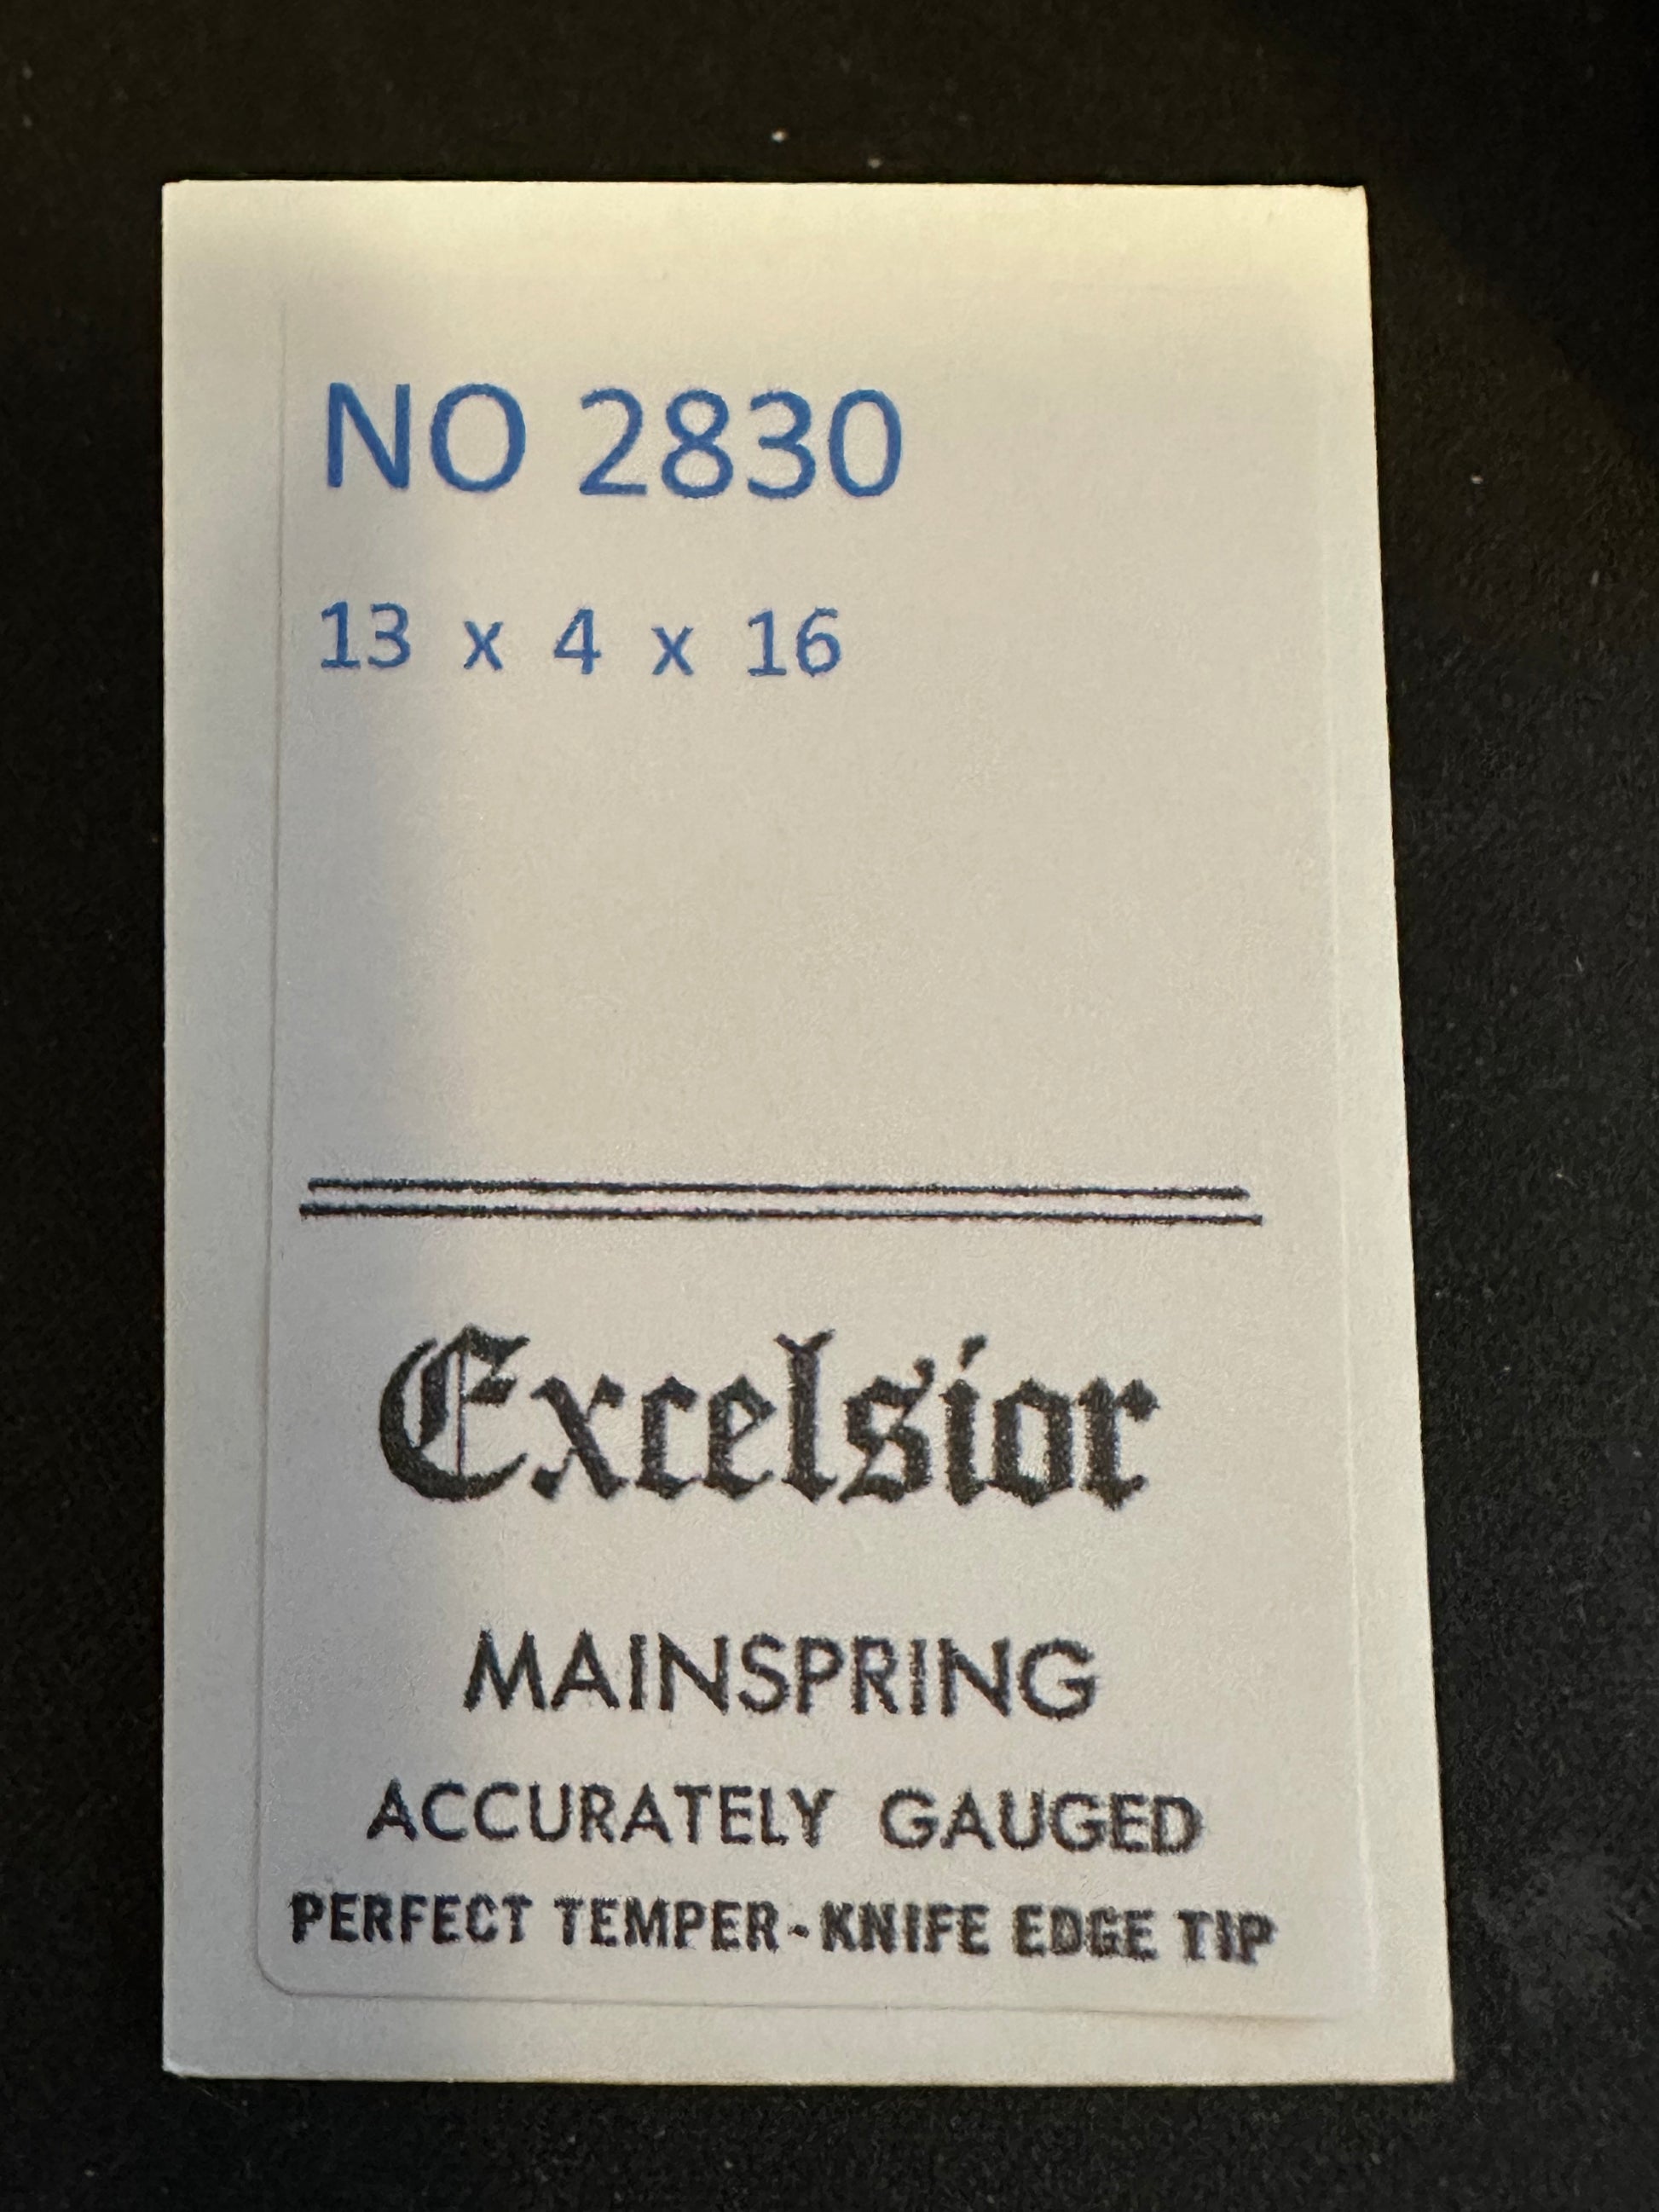 NO 2830
13 x 4 x 16
Excelsior
MAINSPRING
ACCURATELY GAUGED
PERFECT TEMPER-KNIFE EDGE TIP